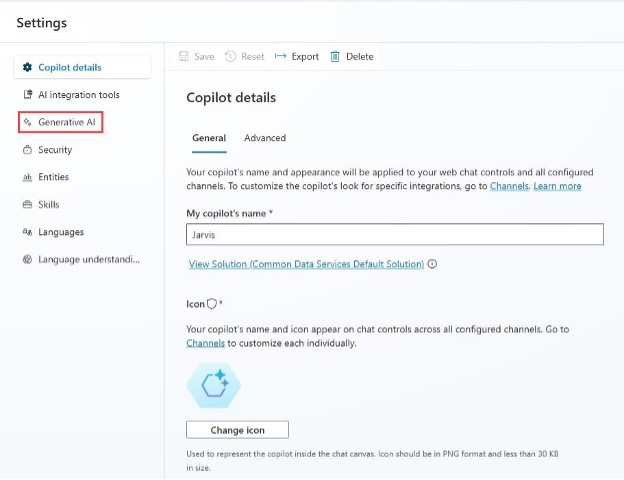 Settings
Copilot details
AI integration tools
Generative AI
Security
Entities
Skills
Languages
Language understandi...
Save Reset Export Delete
Copilot details
General Advanced
Your copilot's name and appearance will be applied to your web chat controls and all configured
channels. To customize the copilot's look for specific integrations, go to Channels. Learn more
My copilot's name *
Jarvis
View Solution (Common Data Services Default Solution)
Icon *
Your copilot's name and icon appear on chat controls across all configured channels. Go to
Channels to customize each individually.
Change icon
Used to represent the copilot inside the chat canvas. Icon should be in PNG format and less than 30 KB
in size.